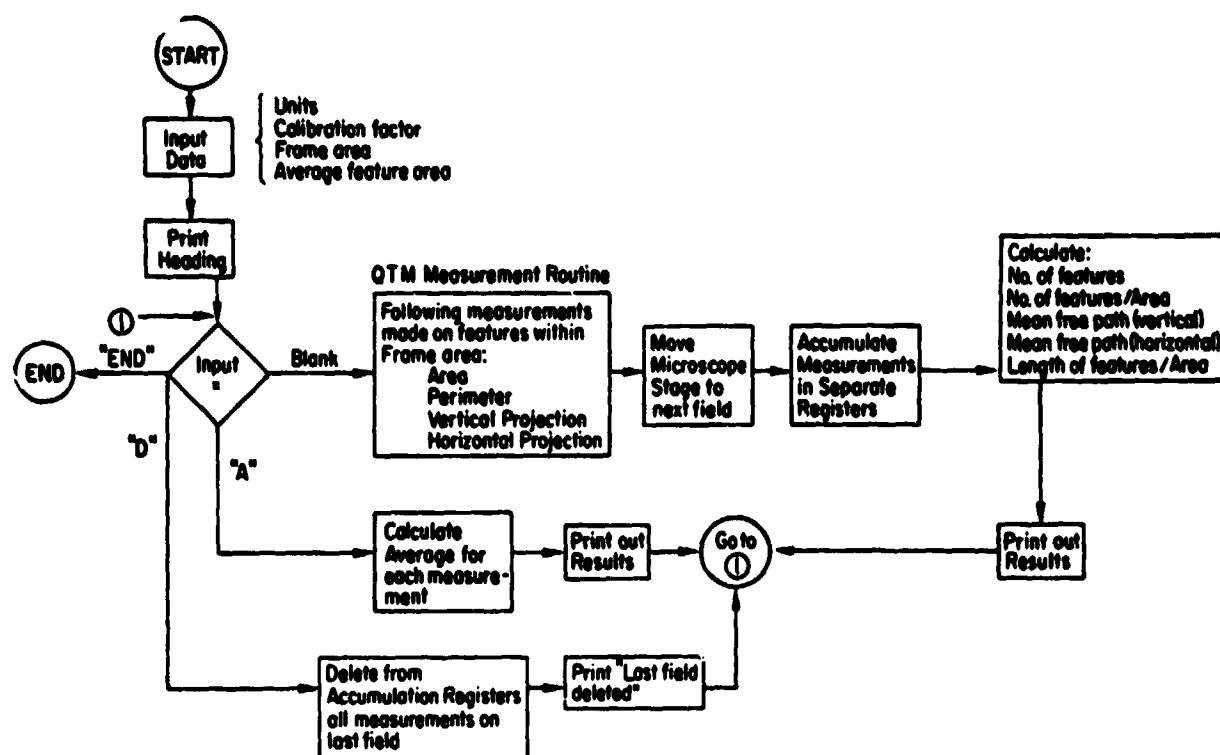 START
Input
Data
Units
Calibration factor
Frame area
Average feature area
Print
Heading
①
"END"
END
Input
=
Blank
"D"
"A"
QTM Measurement Routine
Following measurements
made on features within
Frame area:
Area
Perimeter
Vertical Projection
Horizontal Projection
Move
Microscope
Stage to
next field
Accumulate
Measurements
in Separate
Registers
Calculate:
No. of features
No. of features/Area
Mean free path (vertical)
Mean free path (horizontal)
Length of features/Area
Calculate
Average for
each measure-
ment
Print out
Results
Go to
①
Print out
Results
Delete from
Accumulation Registers
all measurements on
last field
Print "Last field
deleted"